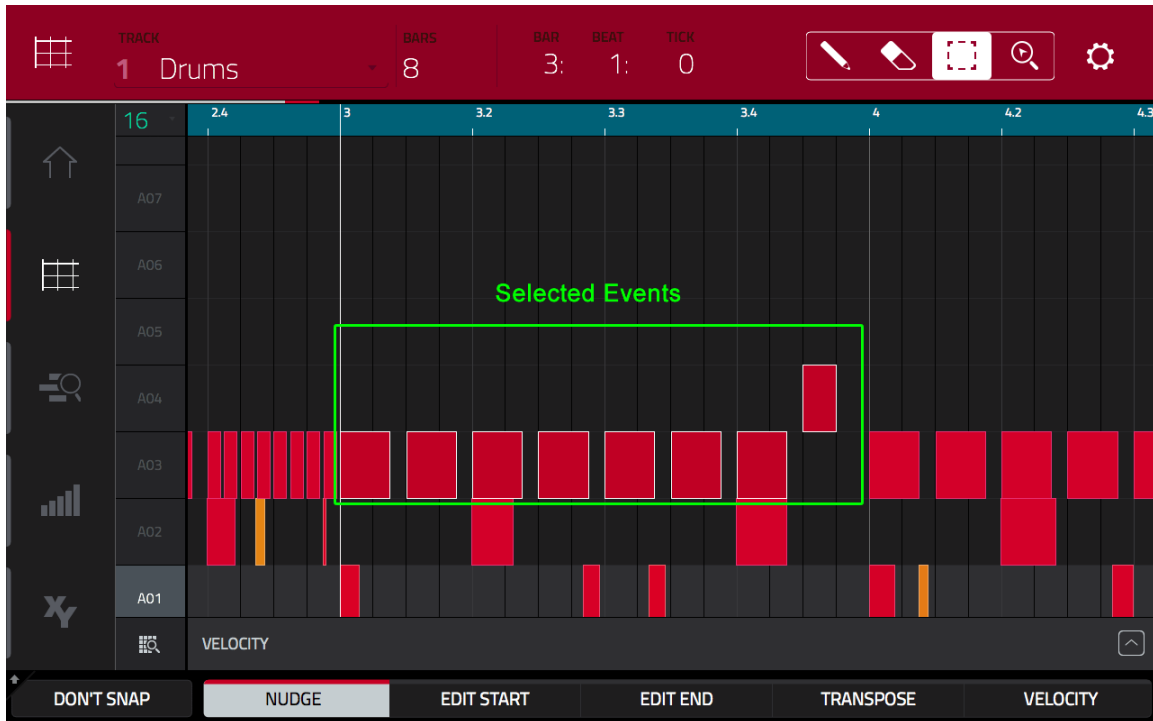 TRACK BARS BAR BEAT TICK
1 Drums 8 3: 1: 0
16 2.4 3 3.2 3.3 3.4 4 4.2 4.3
A07
A06
Selected Events
A05
A04
A03
A02
A01
XY
VELOCITY
DON'T SNAP NUDGE EDIT START EDIT END TRANSPOSE VELOCITY